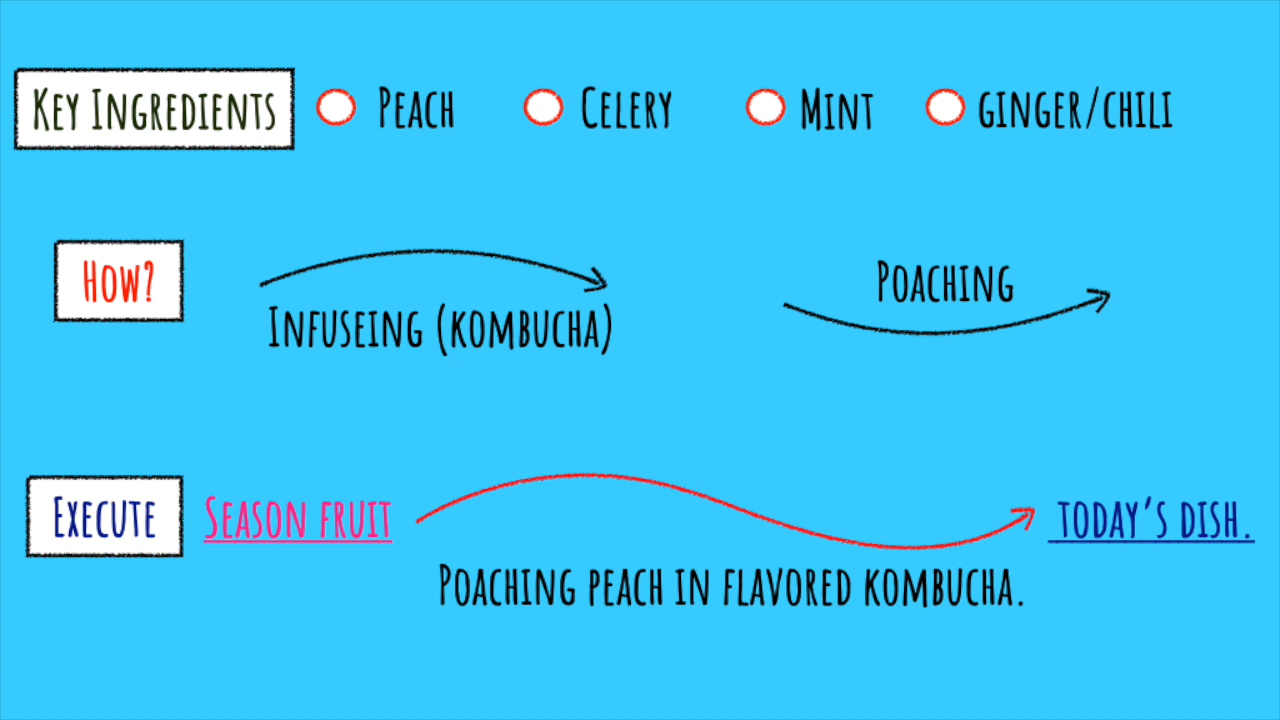 Key Ingredients Peach Celery Mint ginger/chili
How? Infuseing (kombucha) Poaching
Execute Season fruit today's dish.
Poaching peach in flavored kombucha.